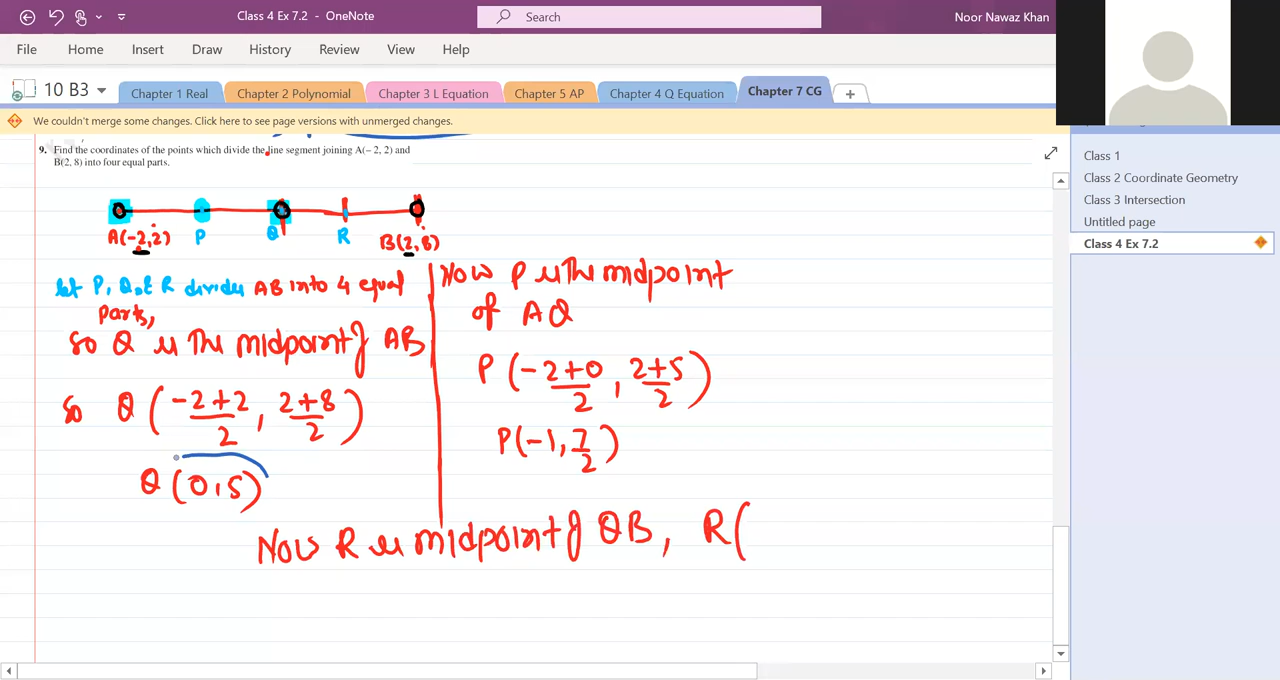 Class 4 Ex 7.2 - OneNote
Search
Noor Nawaz Khan
File Home Insert Draw History Review View Help
10 B3
Chapter 1 Real
Chapter 2 Polynomial
Chapter 3 L Equation
Chapter 5 AP
Chapter 4 Q Equation
Chapter 7 CG
We couldn't merge some changes. Click here to see page versions with unmerged changes.
Class 1
Class 2 Coordinate Geometry
Class 3 Intersection
Untitled page
Class 4 Ex 7.2
9. Find the coordinates of the points which divide the line segment joining A(– 2, 2) and
B(2, 8) into four equal parts.
A(-2,2) P Q R B(2,8)
let P, Q & R divides AB into 4 equal
parts,
So Q is the midpoint of AB
So Q (-2+2/2, 2+8/2)
Q (0,5)
Now P is the midpoint
of AQ
P (-2+0/2, 2+5/2)
P(-1, 7/2)
Now R is midpoint of QB, R(